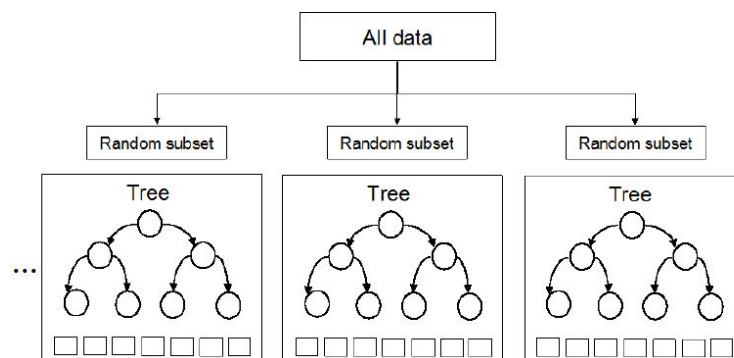 All data
Random subset
Random subset
Random subset
Tree
Tree
Tree
...